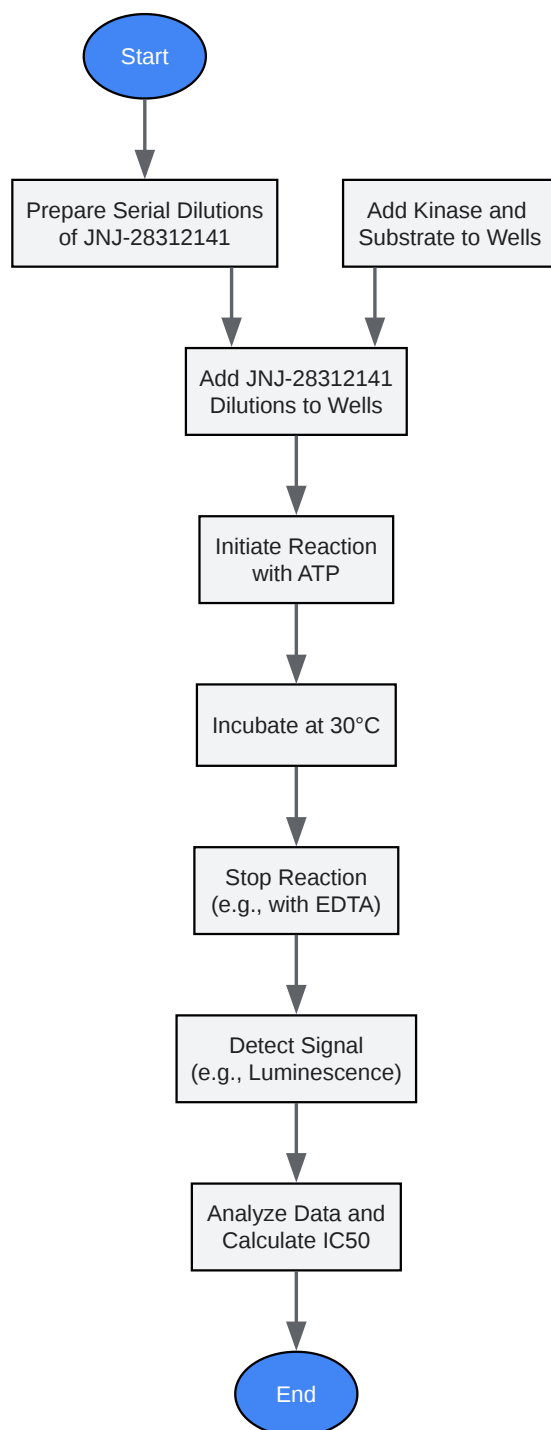 Start
Prepare Serial Dilutions
of JNJ-28312141
Add Kinase and
Substrate to Wells
Add JNJ-28312141
Dilutions to Wells
Initiate Reaction
with ATP
Incubate at 30°C
Stop Reaction
(e.g., with EDTA)
Detect Signal
(e.g., Luminescence)
Analyze Data and
Calculate IC50
End